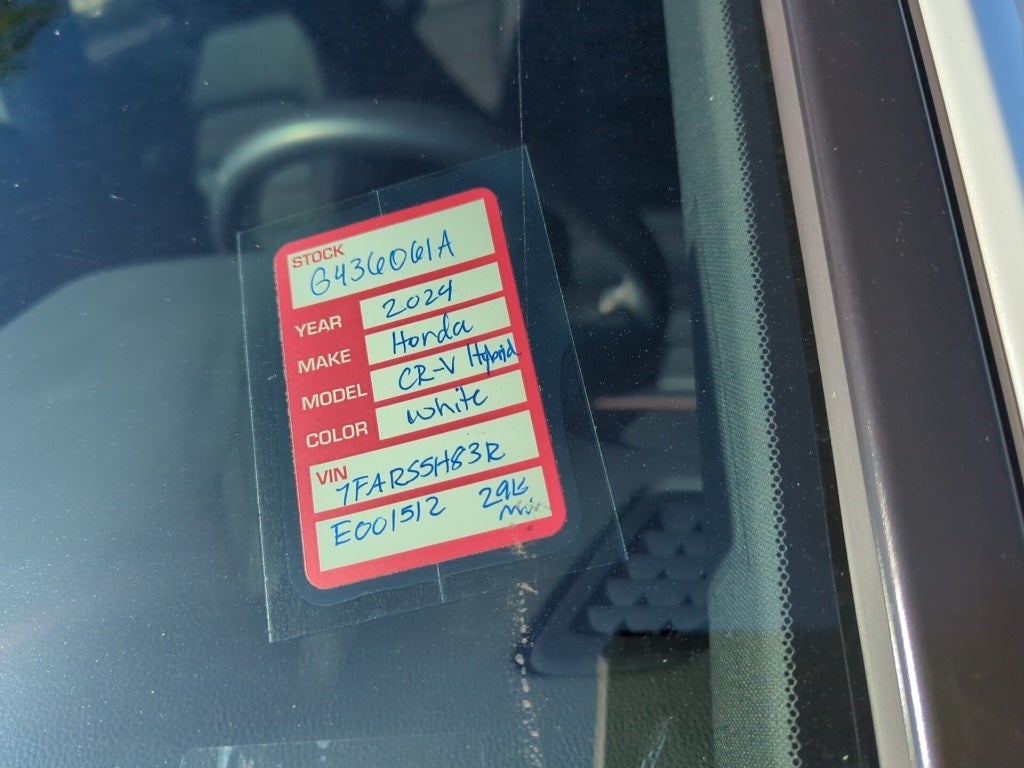 STOCK
G436061A
YEAR 2024
MAKE Honda
MODEL CR-V Hybrid
COLOR White
VIN 7FARS5H83R
E001512 29k
Mi